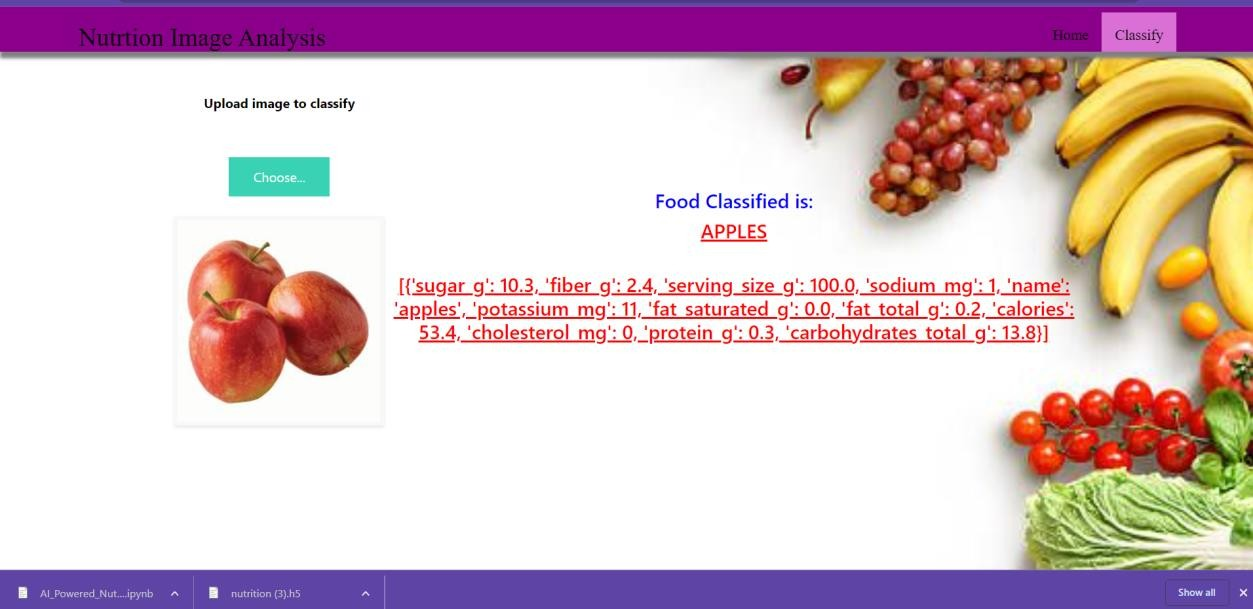 Nutrtion Image Analysis
Home
Classify
Upload image to classify
Choose...
Food Classified is:
APPLES
[{'sugar_g': 10.3, 'fiber_g': 2.4, 'serving_size_g': 100.0, 'sodium_mg': 1, 'name':
'apples', 'potassium_mg': 11, 'fat_saturated_g': 0.0, 'fat_total_g': 0.2, 'calories':
53.4, 'cholesterol_mg': 0, 'protein_g': 0.3, 'carbohydrates_total_g': 13.8}]
AI_Powered_Nut....ipynb
nutrition (3).h5
Show all